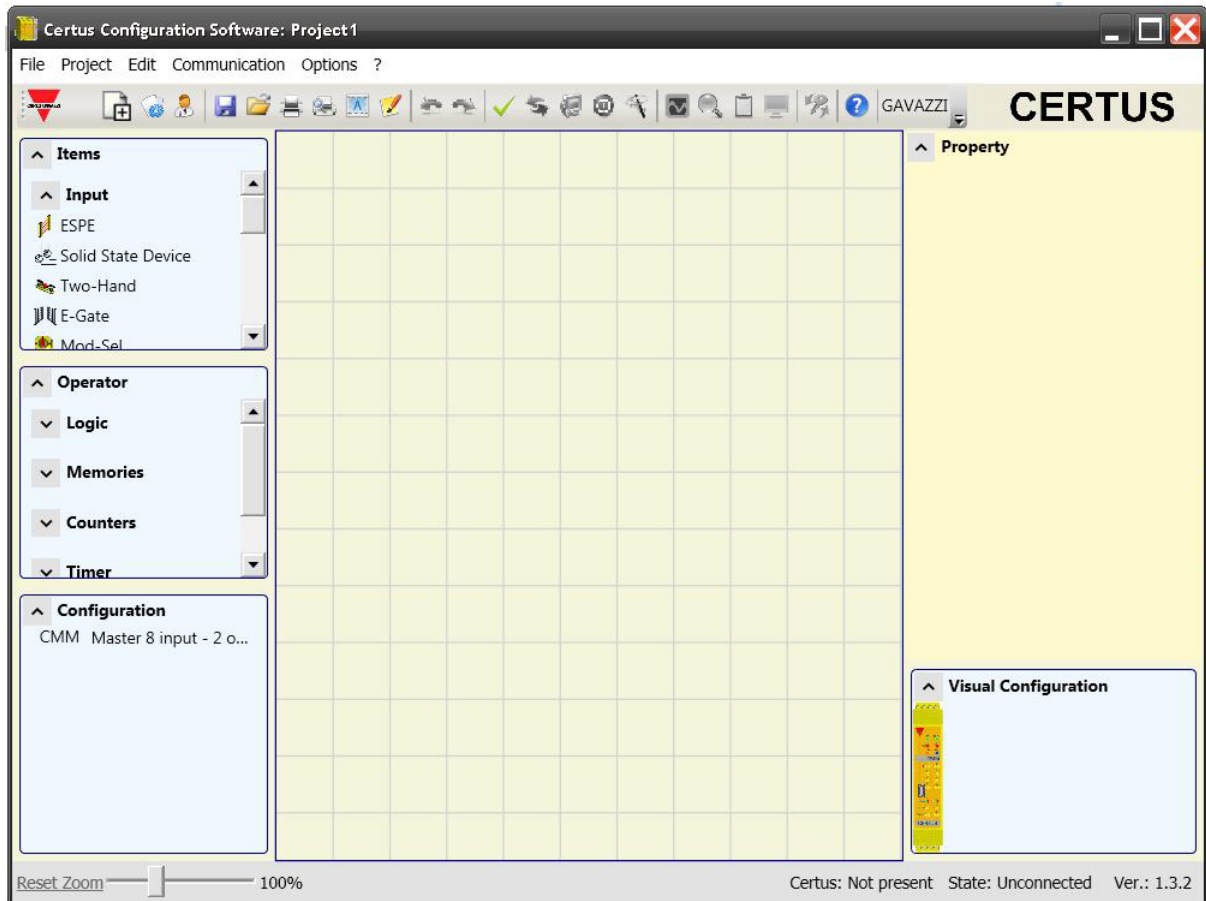 Certus Configuration Software: Project1
File Project Edit Communication Options ?
GAVAZZI
CERTUS
Items
Input
ESPE
Solid State Device
Two-Hand
E-Gate
Mod-Sel
Operator
Logic
Memories
Counters
Timer
Configuration
CMM Master 8 input - 2 o...
Property
Visual Configuration
Reset Zoom 100% Certus: Not present State: Unconnected Ver.: 1.3.2